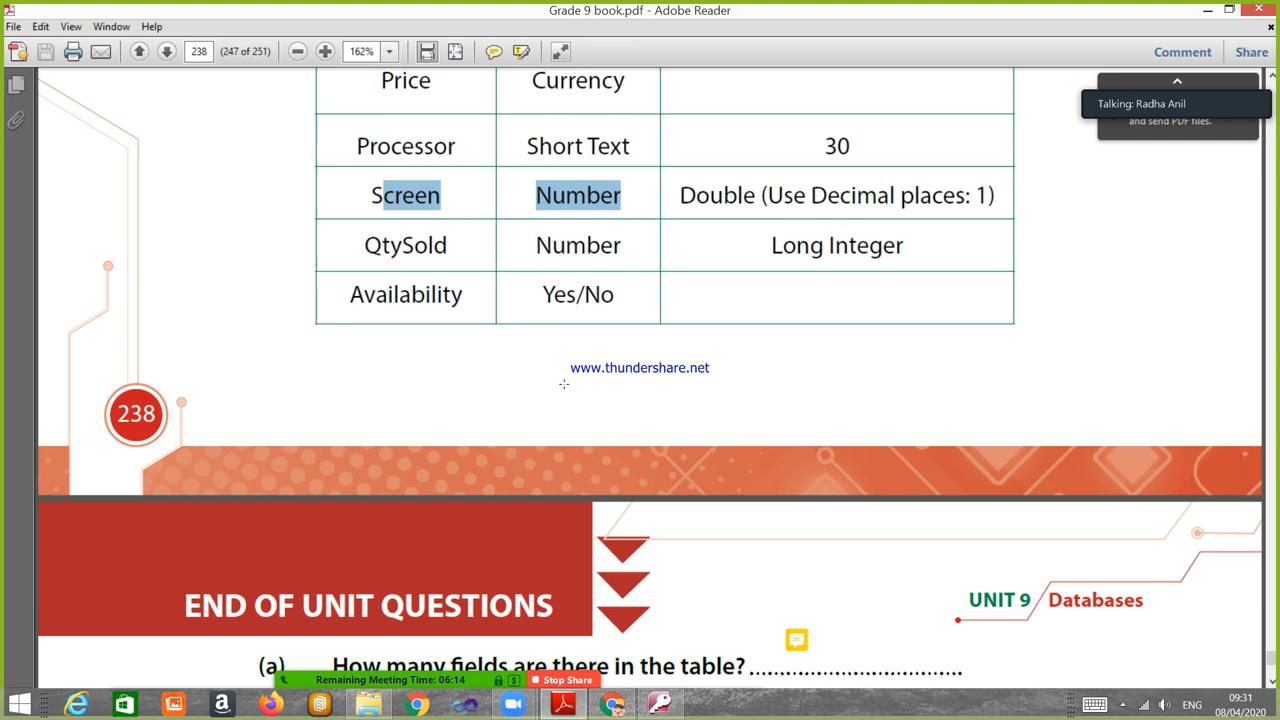 Grade 9 book.pdf - Adobe Reader
File Edit View Window Help
238 (247 of 251) 162% Comment Share
Talking: Radha Anil
and send PDF files.
Price Currency
Processor Short Text 30
Screen Number Double (Use Decimal places: 1)
QtySold Number Long Integer
Availability Yes/No
www.thundershare.net
238
END OF UNIT QUESTIONS
UNIT 9 Databases
(a) How many fields are there in the table? ................................
Remaining Meeting Time: 06:14 Stop Share
ENG
09:31
08/04/2020